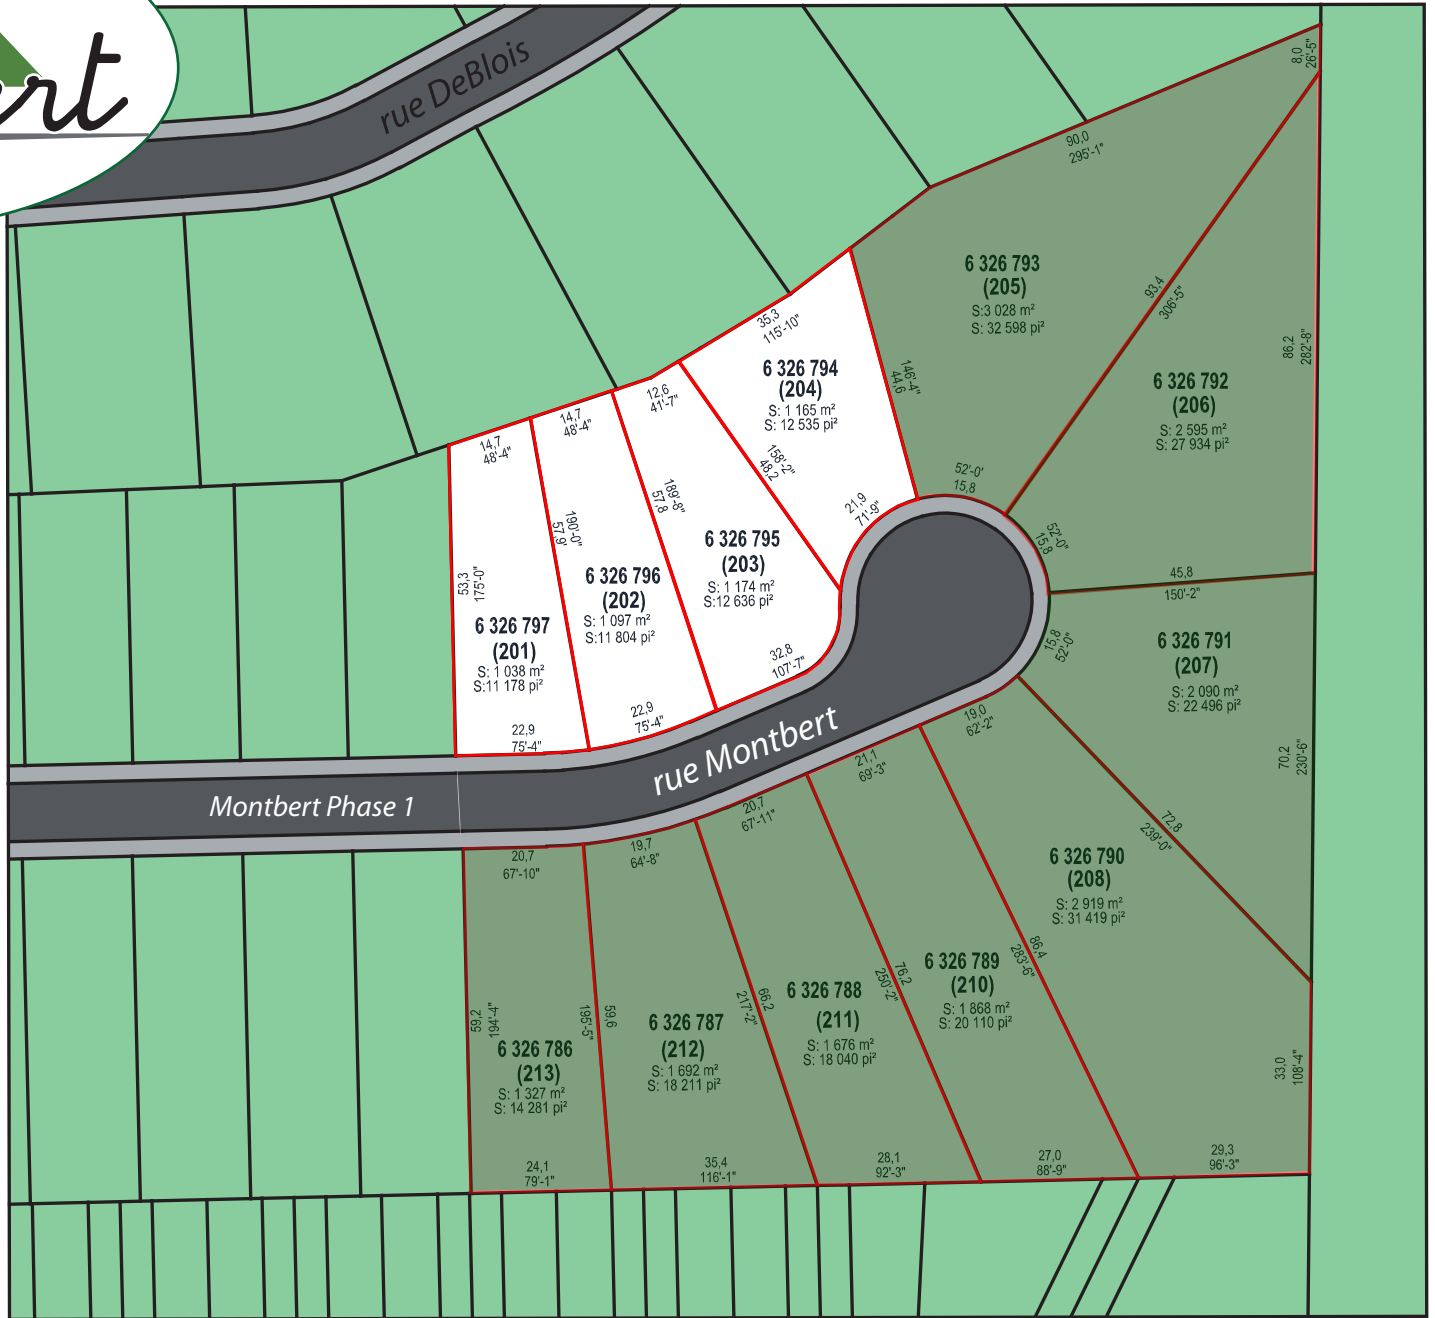 ert
rue DeBlois
8,0
26'-5"
90,0
295'-1"
6 326 793
(205)
S:3 028 m²
S: 32 598 pi²
93,4
306'-5"
86,2
282'-8"
6 326 792
(206)
S: 2 595 m²
S: 27 934 pi²
35,3
115'-10"
6 326 794
(204)
S: 1 165 m²
S: 12 535 pi²
146'-4"
44,6
12,6
41'-7"
14,7
48'-4"
14,7
48'-4"
158'-2"
48,2
52'-0'
15,8
21,9
71'-9"
189'-8"
57,8
190'-0"
57,9'
52'-0"
15,8
6 326 795
(203)
S: 1 174 m²
S:12 636 pi²
6 326 796
(202)
S: 1 097 m²
S:11 804 pi²
53,3
175'-0"
6 326 797
(201)
S: 1 038 m²
S:11 178 pi²
45,8
150'-2"
15,8
52'-0"
6 326 791
(207)
S: 2 090 m²
S: 22 496 pi²
32,8
107'-7"
22,9
75'-4"
22,9
75'-4"
19,0
62'-2"
70,2
230'-6"
rue Montbert
Montbert Phase 1
21,1
69'-3"
20,7
67'-11"
19,7
64'-8"
20,7
67'-10"
72,8
239'-0"
6 326 790
(208)
S: 2 919 m²
S: 31 419 pi²
86,4
283'-6"
6 326 789
(210)
S: 1 868 m²
S: 20 110 pi²
76,2
250'-2"
6 326 788
(211)
S: 1 676 m²
S: 18 040 pi²
66,2
217'-2"
6 326 787
(212)
S: 1 692 m²
S: 18 211 pi²
59,6
195'-5"
59,2
194'-4"
6 326 786
(213)
S: 1 327 m²
S: 14 281 pi²
33,0
108'-4"
24,1
79'-1"
35,4
116'-1"
28,1
92'-3"
27,0
88'-9"
29,3
96'-3"